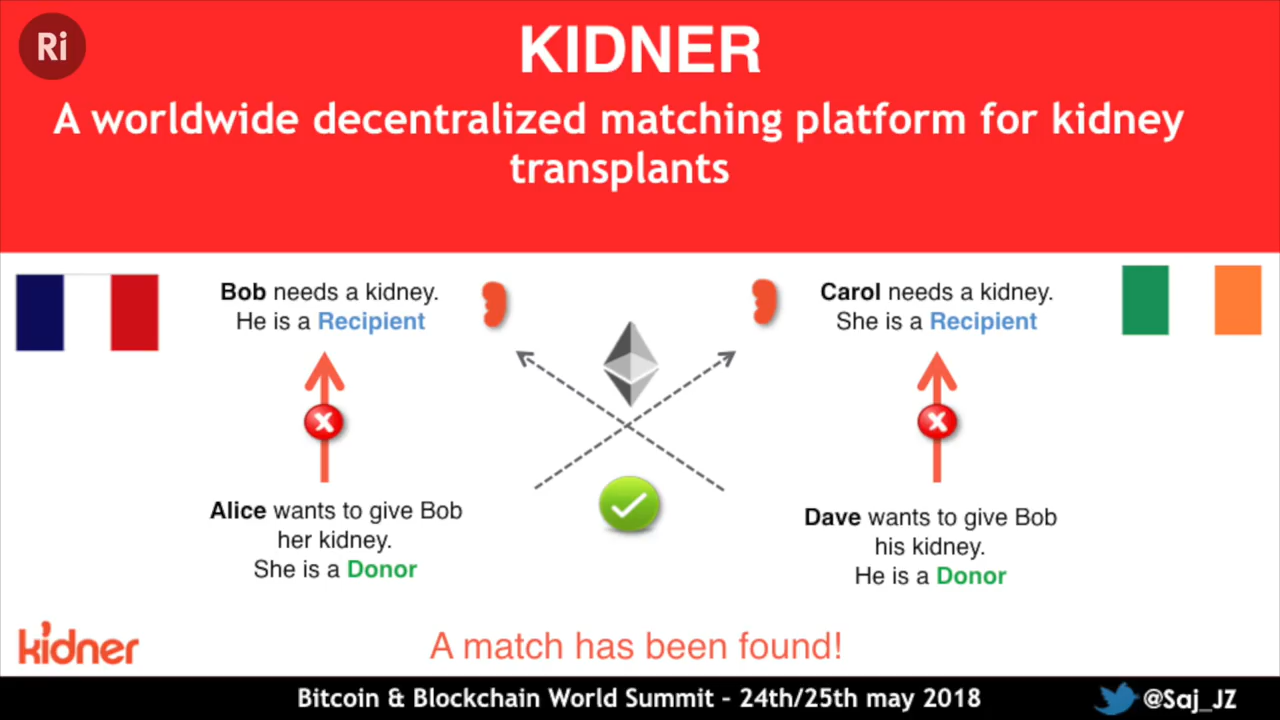 Ri
KIDNER
A worldwide decentralized matching platform for kidney
transplants
Bob needs a kidney.
He is a Recipient
Carol needs a kidney.
She is a Recipient
Alice wants to give Bob
her kidney.
She is a Donor
Dave wants to give Bob
his kidney.
He is a Donor
kidner
A match has been found!
Bitcoin & Blockchain World Summit - 24th/25th may 2018
@Saj_JZ